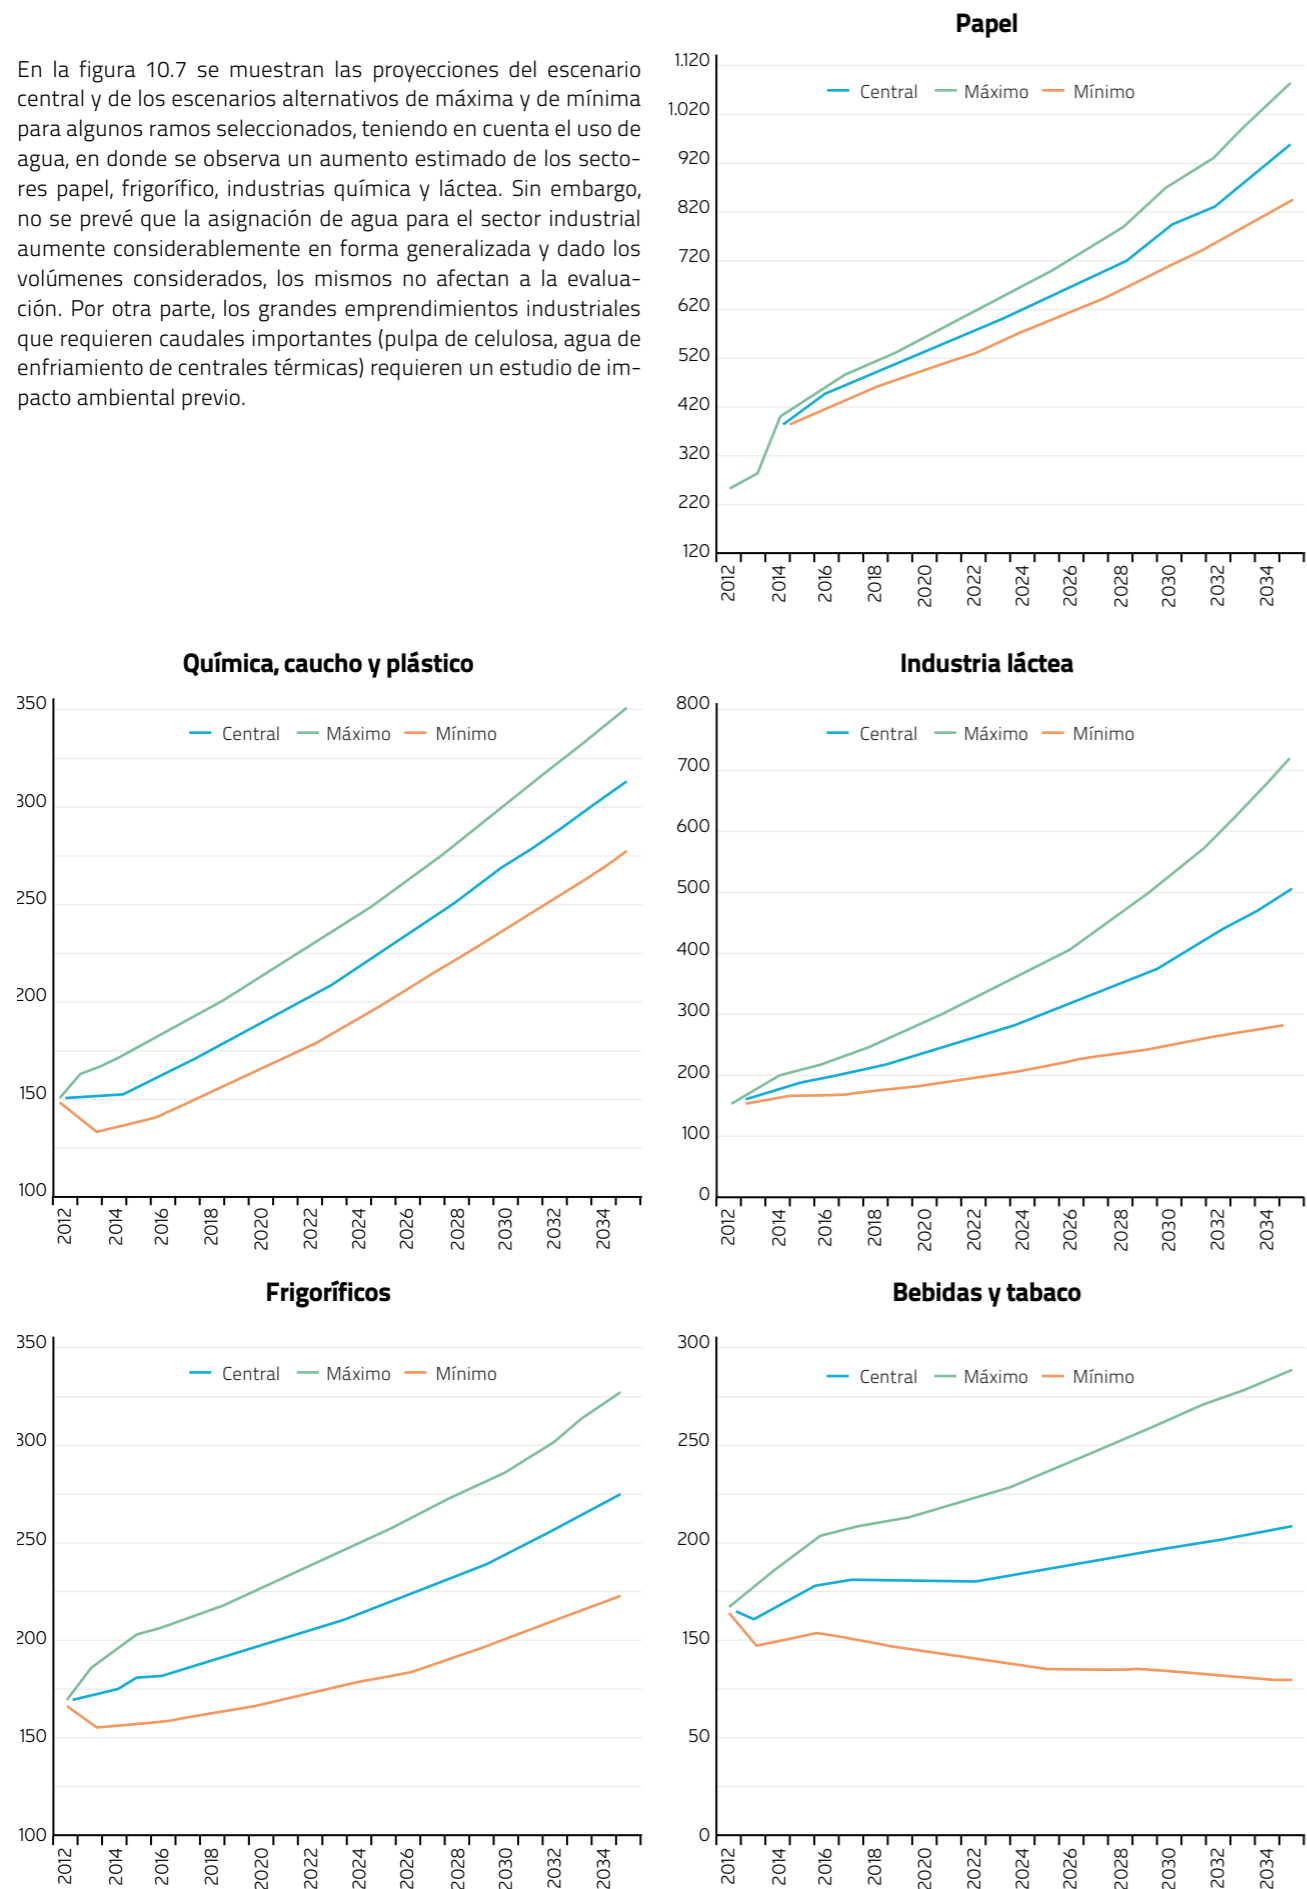 En la figura 10.7 se muestran las proyecciones del escenario
central y de los escenarios alternativos de máxima y de mínima
para algunos ramos seleccionados, teniendo en cuenta el uso de
agua, en donde se observa un aumento estimado de los secto-
res papel, frigorífico, industrias química y láctea. Sin embargo,
no se prevé que la asignación de agua para el sector industrial
aumente considerablemente en forma generalizada y dado los
volúmenes considerados, los mismos no afectan a la evalua-
ción. Por otra parte, los grandes emprendimientos industriales
que requieren caudales importantes (pulpa de celulosa, agua de
enfriamiento de centrales térmicas) requieren un estudio de im-
pacto ambiental previo.
Papel
Central Máximo Mínimo
1.120
1.020
920
820
720
620
520
420
320
220
120
2012 2014 2016 2018 2020 2022 2024 2026 2028 2030 2032 2034
Química, caucho y plástico
Central Máximo Mínimo
350
300
250
200
150
100
2012 2014 2016 2018 2020 2022 2024 2026 2028 2030 2032 2034
Industria láctea
Central Máximo Mínimo
800
700
600
500
400
300
200
100
0
2012 2014 2016 2018 2020 2022 2024 2026 2028 2030 2032 2034
Frigoríficos
Central Máximo Mínimo
350
300
250
200
150
100
2012 2014 2016 2018 2020 2022 2024 2026 2028 2030 2032 2034
Bebidas y tabaco
Central Máximo Mínimo
300
250
200
150
50
0
2012 2014 2016 2018 2020 2022 2024 2026 2028 2030 2032 2034